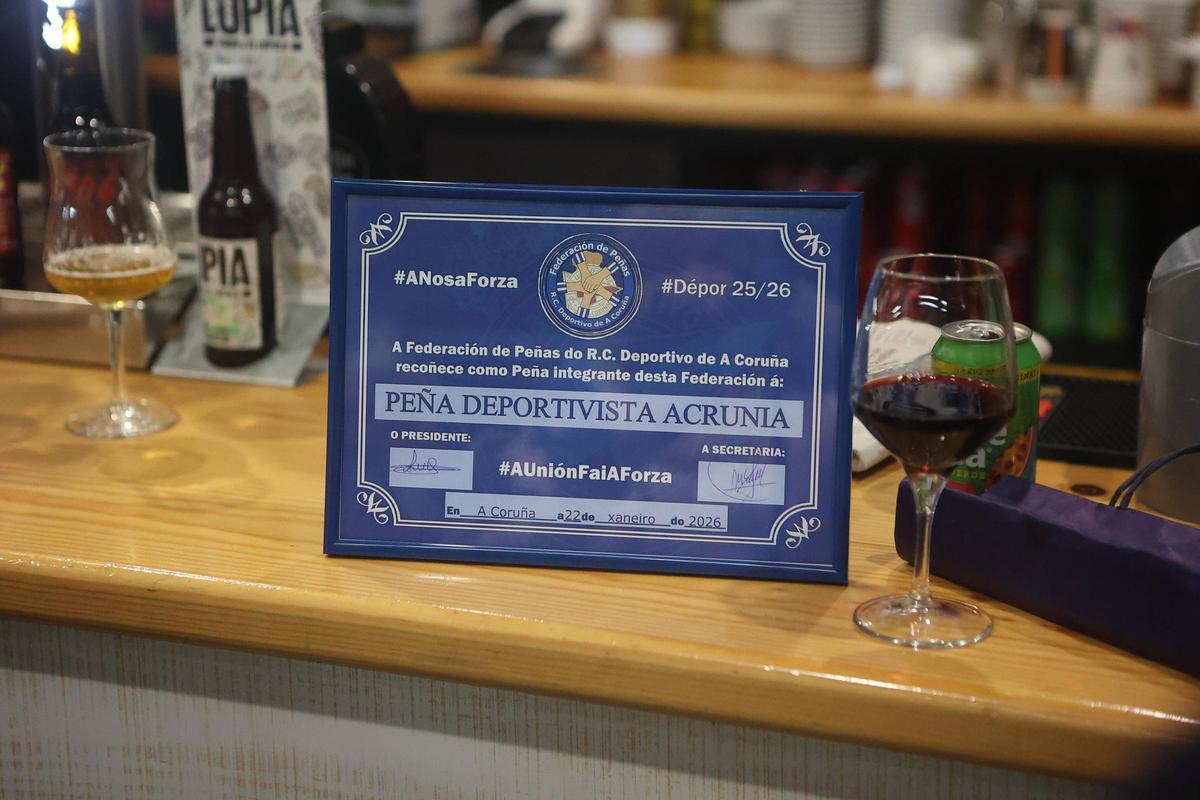 LUPIA
PIA
#ANosaForza
Federación de Peñas
R.C. Deportivo de A Coruña
#Dépor 25/26
A Federación de Peñas do R.C. Deportivo de A Coruña
recoñece como Peña integrante desta Federación á:
PEÑA DEPORTIVISTA ACRUNIA
O PRESIDENTE:
A SECRETARIA:
#AUniónFaiAForza
En A Coruña a 22 de xaneiro do 2026